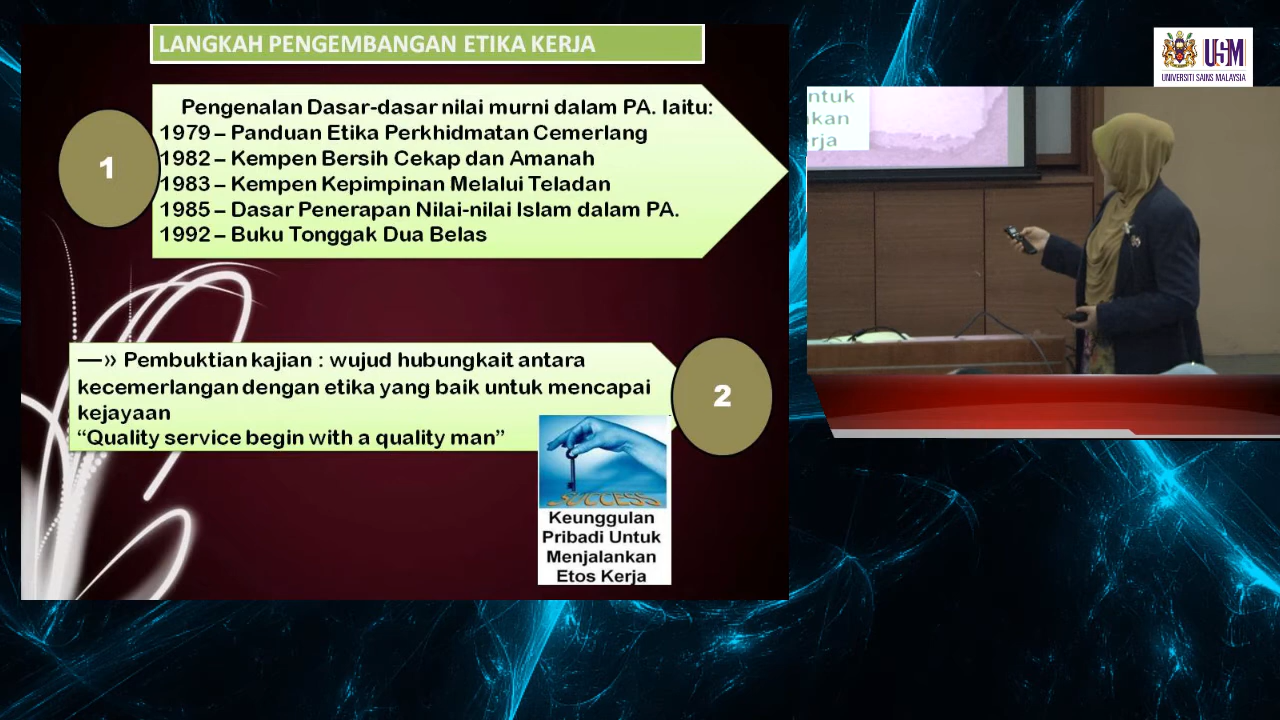 LANGKAH PENGEMBANGAN ETIKA KERJA
1
Pengenalan Dasar-dasar nilai murni dalam PA. Iaitu:
1979 – Panduan Etika Perkhidmatan Cemerlang
1982 – Kempen Bersih Cekap dan Amanah
1983 – Kempen Kepimpinan Melalui Teladan
1985 – Dasar Penerapan Nilai-nilai Islam dalam PA.
1992 – Buku Tonggak Dua Belas
—» Pembuktian kajian : wujud hubungkait antara
kecemerlangan dengan etika yang baik untuk mencapai
kejayaan
“Quality service begin with a quality man”
2
SUCCESS
Keunggulan
Pribadi Untuk
Menjalankan
Etos Kerja
USM
UNIVERSITI SAINS MALAYSIA
ntuk
kan
rja